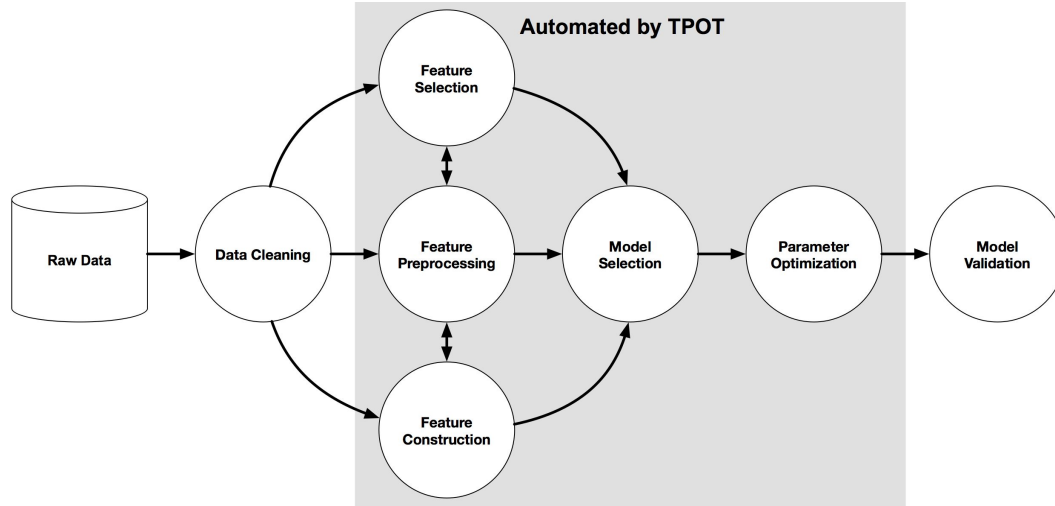 Automated by TPOT
Feature
Selection
Raw Data
Data Cleaning
Feature
Preprocessing
Model
Selection
Parameter
Optimization
Model
Validation
Feature
Construction